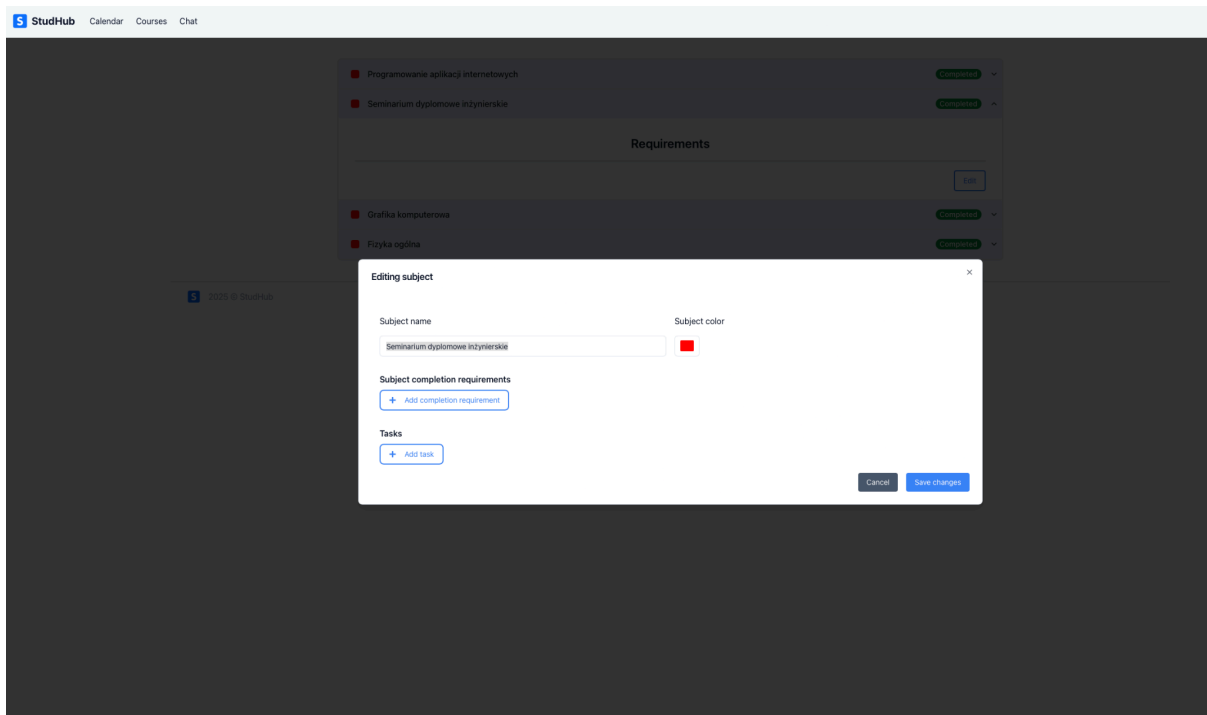 S StudHub Calendar Courses Chat
Programowanie aplikacji internetowych Completed
Seminarium dyplomowe inżynierskie Completed
Requirements
Edit
Grafika komputerowa Completed
Fizyka ogólna Completed
S 2025 © StudHub
Editing subject
Subject name Subject color
Seminarium dyplomowe inżynierskie
Subject completion requirements
+ Add completion requirement
Tasks
+ Add task
Cancel Save changes